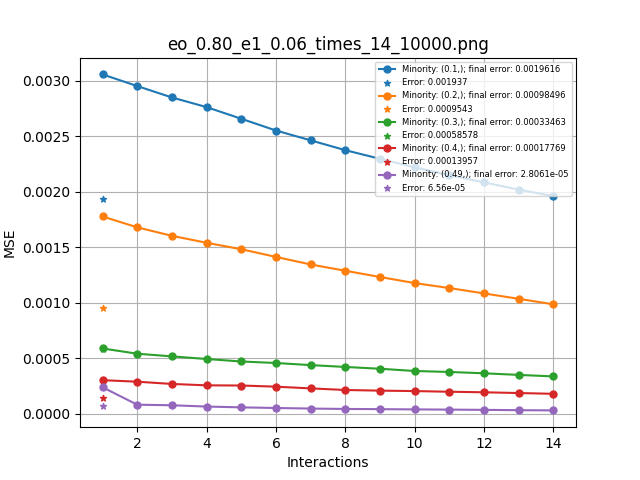 eo_0.80_e1_0.06_times_14_10000.png
Minority: (0.1,); final error: 0.0019616
Error: 0.001937
Minority: (0.2,); final error: 0.00098496
Error: 0.0009543
Minority: (0.3,); final error: 0.00033463
Error: 0.00058578
Minority: (0.4,); final error: 0.00017769
Error: 0.00013957
Minority: (0.49,); final error: 2.8061e-05
Error: 6.56e-05
MSE
0.0030
0.0025
0.0020
0.0015
0.0010
0.0005
0.0000
2 4 6 8 10 12 14
Interactions